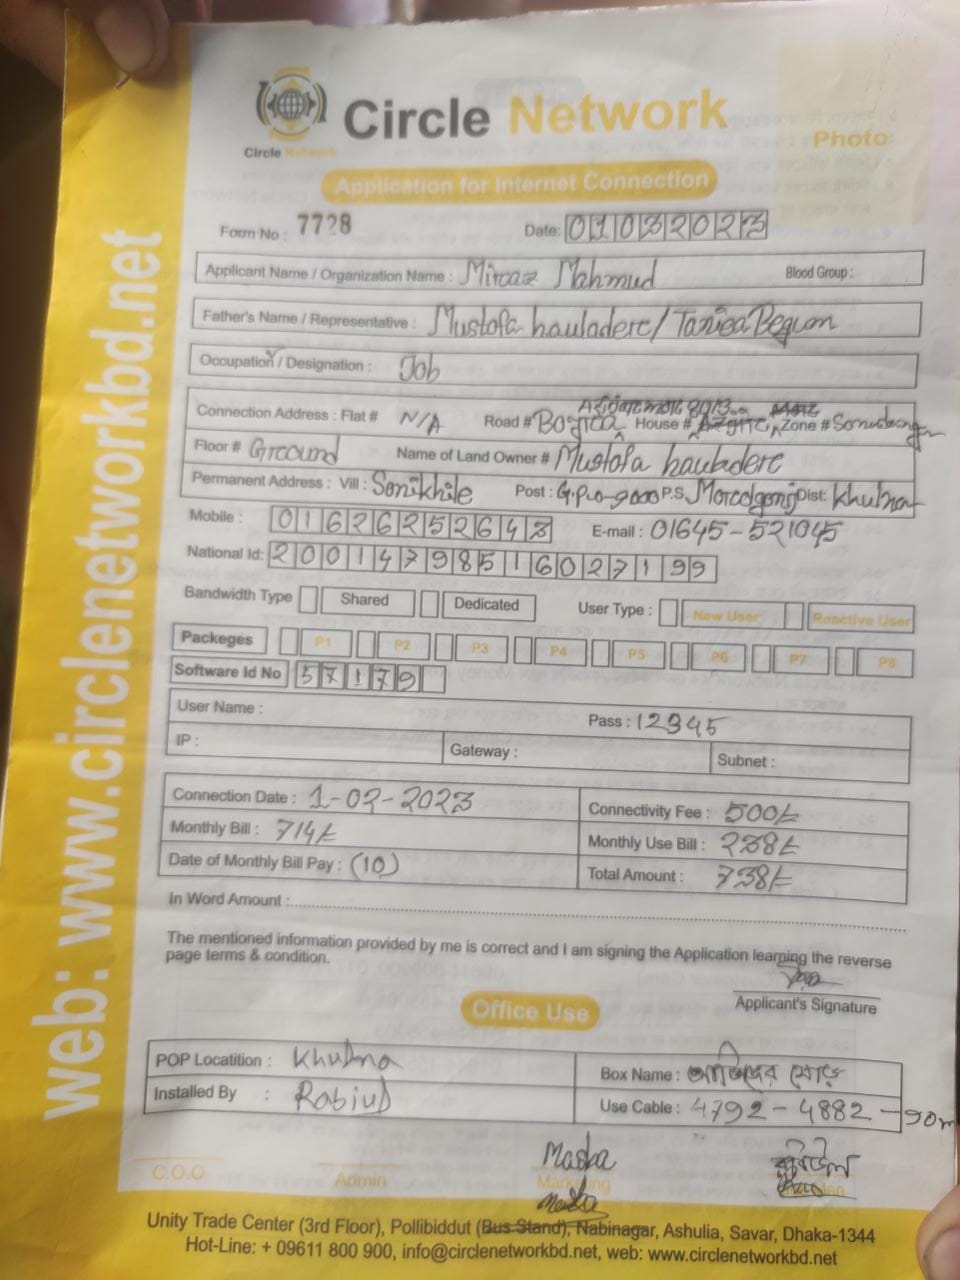 Circle Network
Circle Network
Photo
Application for Internet Connection
Form No : 7728
Date: 01032023
Applicant Name / Organization Name : Miraz Mahmud
Blood Group :
Father's Name / Representative : Mustofa hauladere/ Begum
Occupation / Designation : Job
Connection Address : Flat # N/A Road # House # Zone #
Floor # Ground Name of Land Owner # Mustofa hauladere
Permanent Address : Vill : Sonikhile Post : G.P.O-9000 P.S Dist: Khulna
Mobile : 01626252643 E-mail : 01645-521045
National Id: 20014798516027199
Bandwidth Type Shared Dedicated User Type : New User Reactive User
Packeges P1 P2 P3 P4 P5 P6 P7 P8
Software Id No 57179
User Name : Pass : 12345
IP : Gateway : Subnet :
Connection Date : 1-02-2023 Connectivity Fee : 500/-
Monthly Bill : 714/- Monthly Use Bill : 238/-
Date of Monthly Bill Pay : (10) Total Amount : 738/-
In Word Amount :
The mentioned information provided by me is correct and I am signing the Application learning the reverse
page terms & condition.
Applicant's Signature
Office Use
POP Locatition : Khulna Box Name :
Installed By : Rabiul Use Cable : 4792 - 4882 - 90m
C.O.O Admin Marketing
Unity Trade Center (3rd Floor), Pollibiddut (Bus Stand), Nabinagar, Ashulia, Savar, Dhaka-1344
Hot-Line: + 09611 800 900, info@circlenetworkbd.net, web: www.circlenetworkbd.net
web: www.circlenetworkbd.net